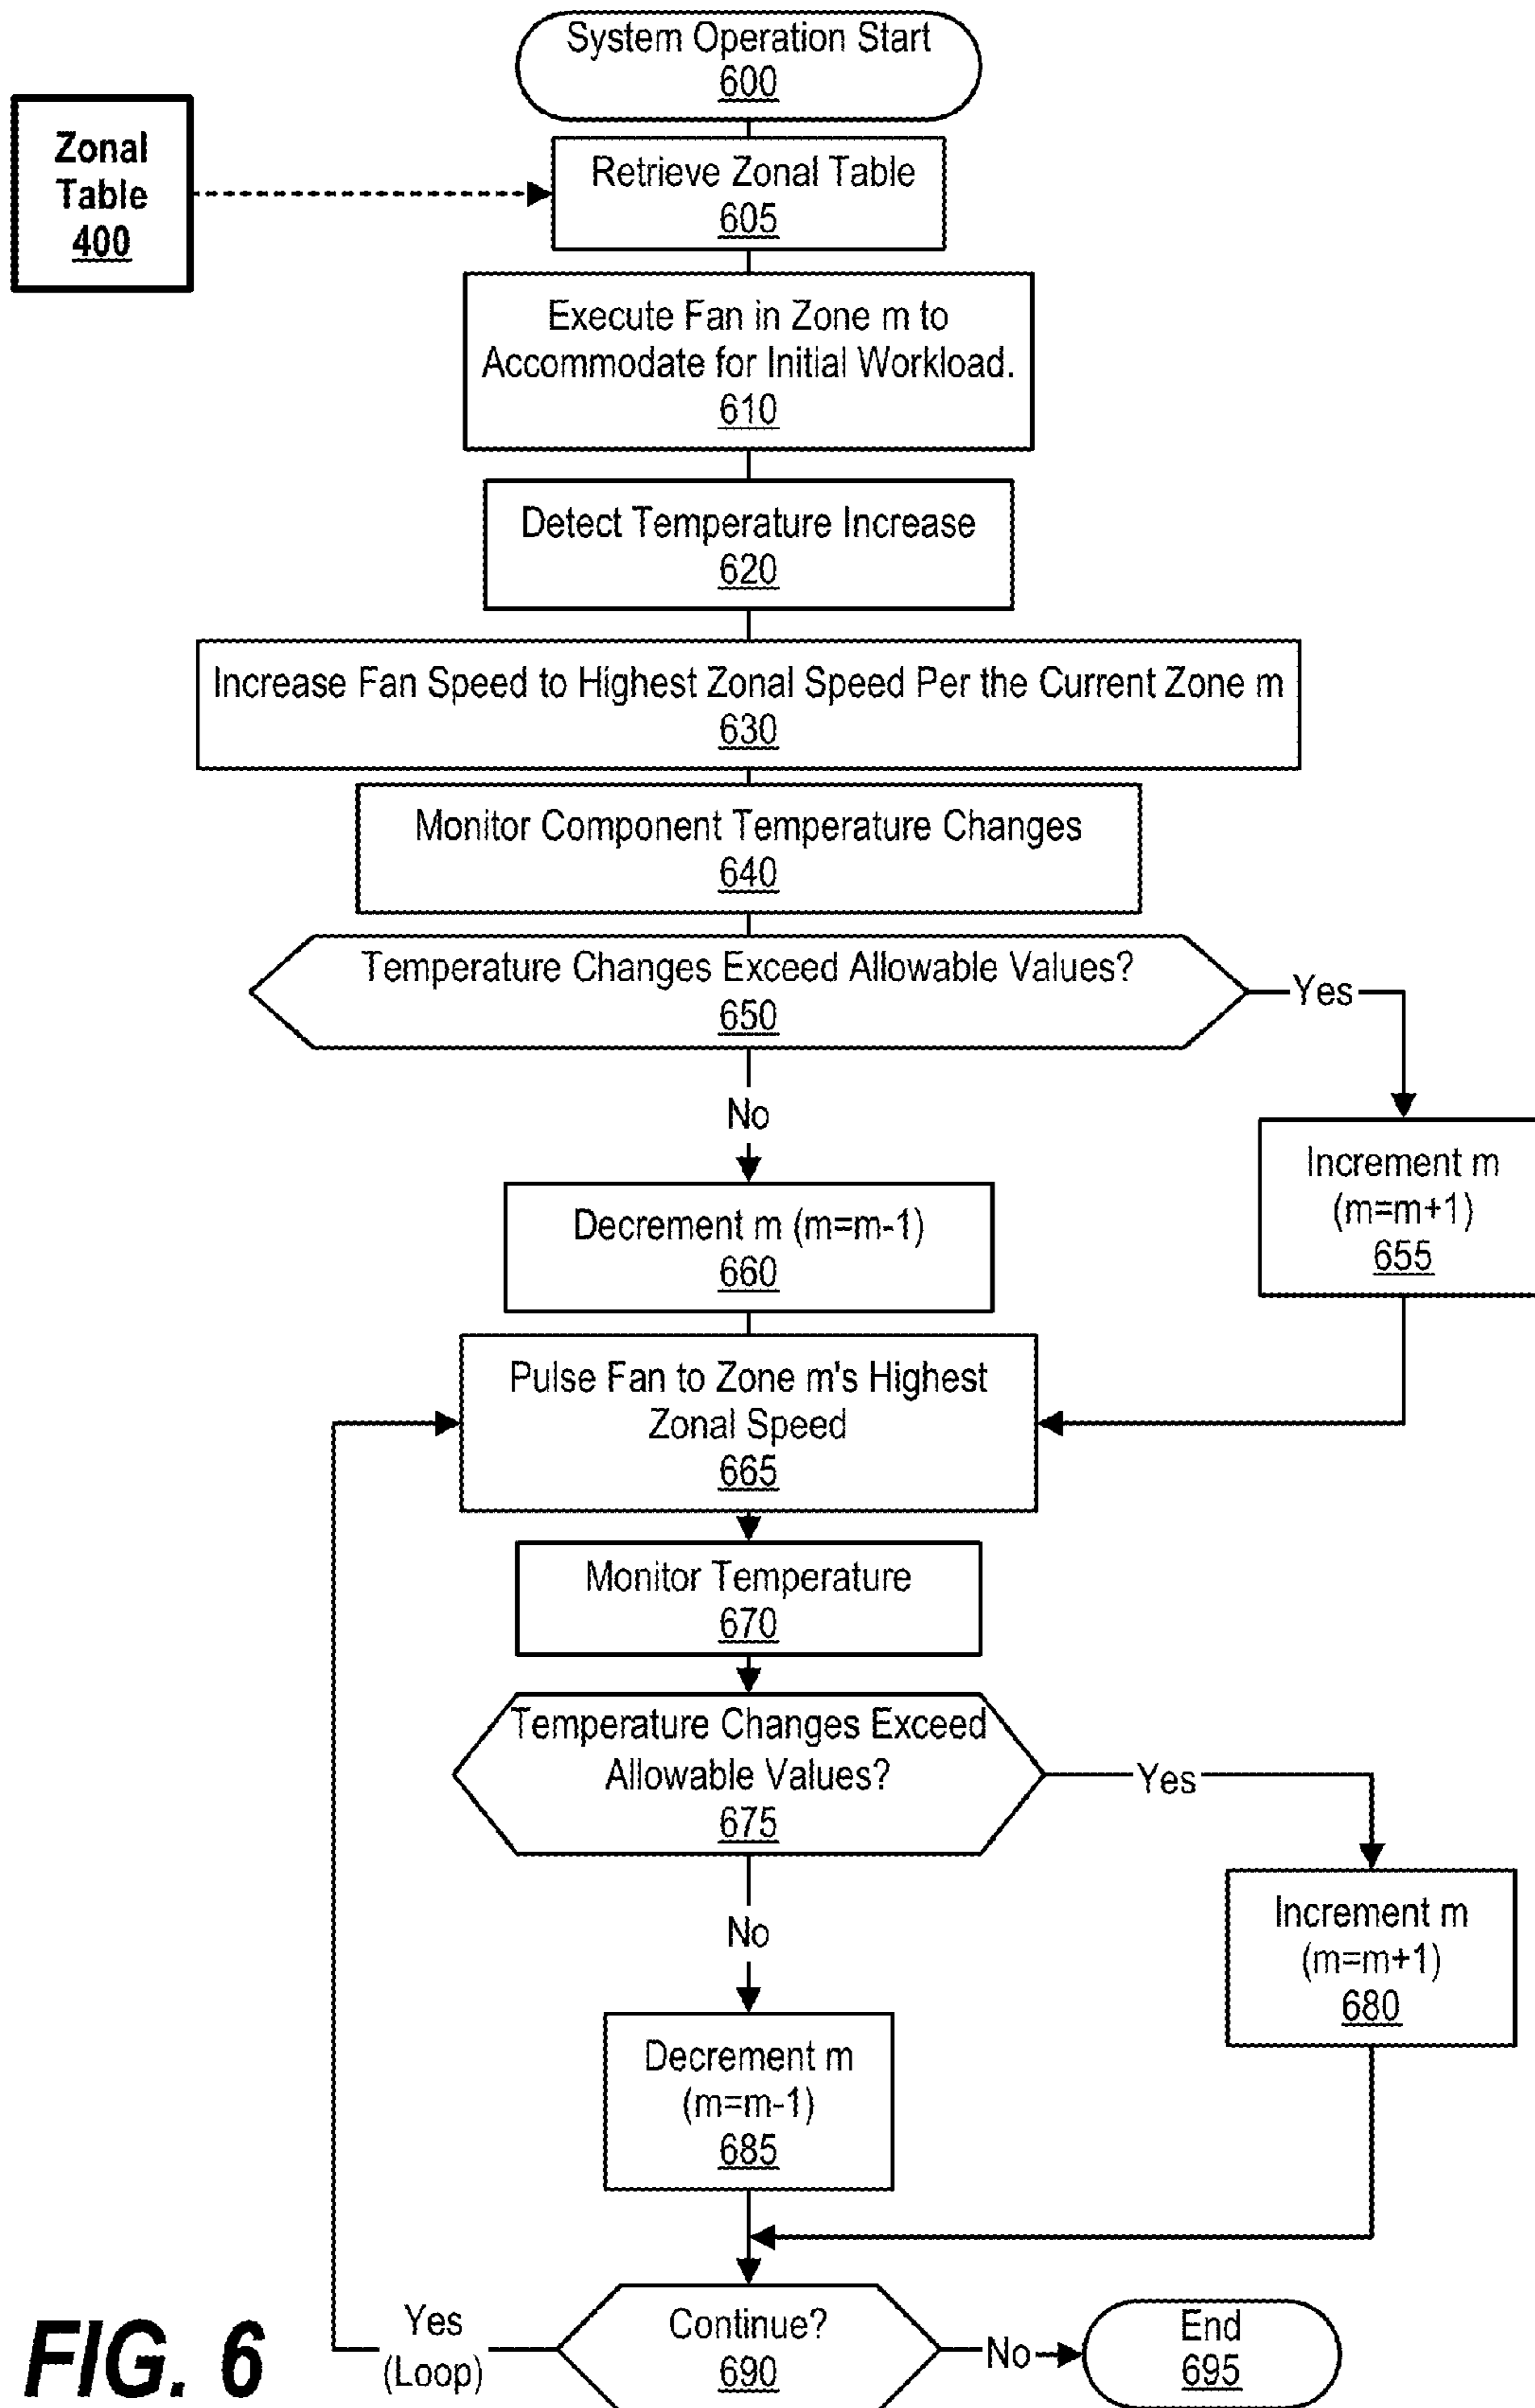 System Operation Start
600
Zonal
Table
400
Retrieve Zonal Table
605
Execute Fan in Zone m to
Accommodate for Initial Workload.
610
Detect Temperature Increase
620
Increase Fan Speed to Highest Zonal Speed Per the Current Zone m
630
Monitor Component Temperature Changes
640
Temperature Changes Exceed Allowable Values?
650
Yes
No
Increment m
(m=m+1)
655
Decrement m (m=m-1)
660
Pulse Fan to Zone m's Highest
Zonal Speed
665
Monitor Temperature
670
Temperature Changes Exceed
Allowable Values?
675
Yes
No
Increment m
(m=m+1)
680
Decrement m
(m=m-1)
685
Continue?
690
Yes
(Loop)
No
End
695
FIG. 6